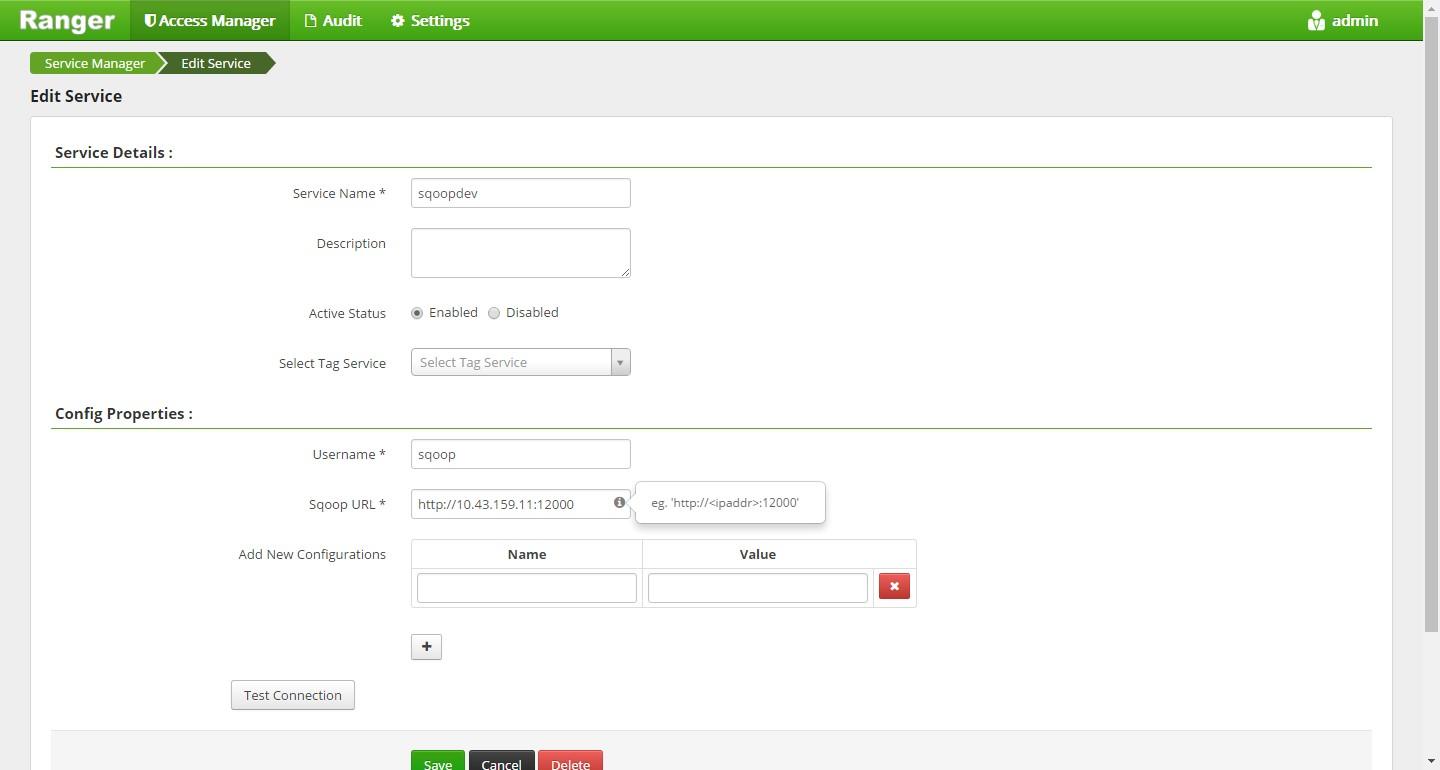 Ranger Access Manager Audit Settings admin
Service Manager Edit Service
Edit Service
Service Details :
Service Name * sqoopdev
Description
Active Status Enabled Disabled
Select Tag Service Select Tag Service
Config Properties :
Username * sqoop
Sqoop URL * http://10.43.159.11:12000 eg. 'http://<ipaddr>:12000'
Add New Configurations Name Value
Test Connection
Save Cancel Delete